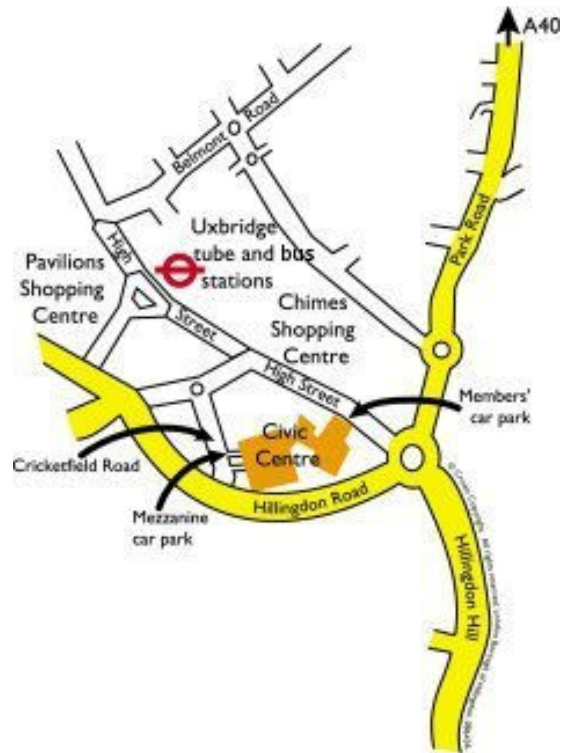 A40
Belmont Road
Park Road
Uxbridge
tube and bus
stations
High
Street
Pavilions
Shopping
Centre
Chimes
Shopping
Centre
High Street
Members'
car park
Civic
Centre
Cricketfield Road
Mezzanine
car park
Hillingdon Road
Hillingdon Hill